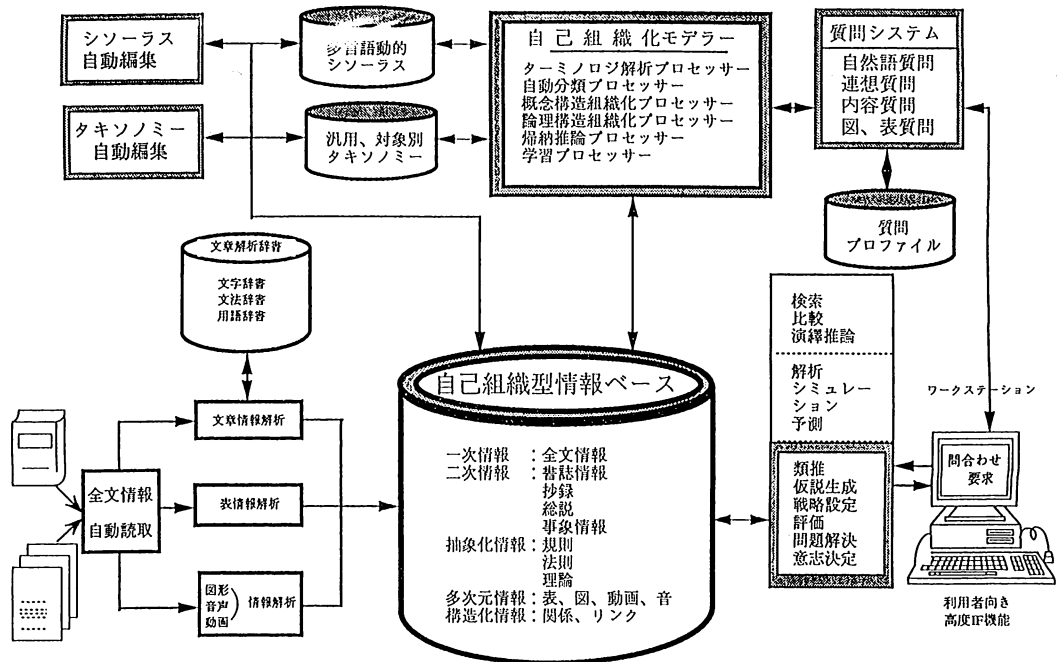 シソーラス
自動編集
タキソノミー
自動編集
多言語動的
シソーラス
汎用、対象別
タキソノミー
自己組織化モデラー
ターミノロジ解析プロセッサー
自動分類プロセッサー
概念構造組織化プロセッサー
論理構造組織化プロセッサー
帰納推論プロセッサー
学習プロセッサー
質問システム
自然語質問
連想質問
内容質問
図、表質問
質問
プロファイル
文章解析辞書
文字辞書
文法辞書
用語辞書
検索
比較
演繹推論
解析
シミュレー
ション
予測
類推
仮説生成
戦略設定
評価
問題解決
意志決定
ワークステーション
問合わせ
要求
利用者向き
高度IF機能
全文情報
自動読取
文章情報解析
表情報解析
図形
音声
動画
情報解析
自己組織型情報ベース
一次情報：全文情報
二次情報：書誌情報
抄録
総説
事象情報
抽象化情報：規則
法則
理論
多次元情報：表、図、動画、音
構造化情報：関係、リンク